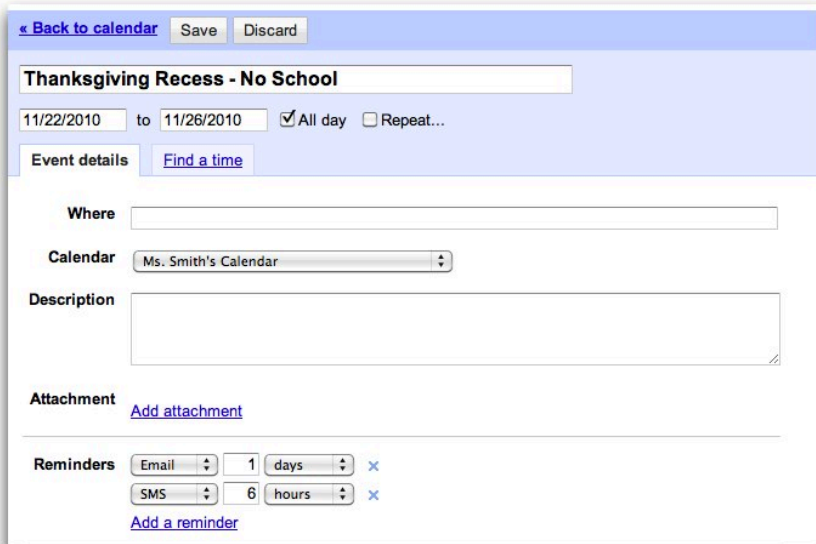 « Back to calendar Save Discard
Thanksgiving Recess - No School
11/22/2010 to 11/26/2010 All day Repeat...
Event details Find a time
Where
Calendar Ms. Smith's Calendar
Description
Attachment Add attachment
Reminders Email 1 days
SMS 6 hours
Add a reminder